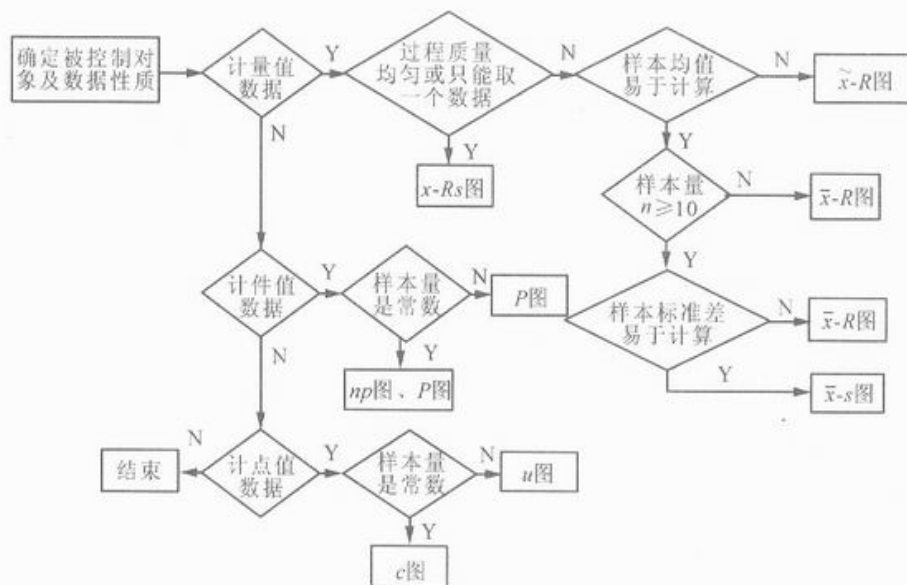 确定被控制对
象及数据性质
计量值
数据
Y
过程质量
均匀或只能取
一个数据
N
样本均值
易于计算
N
x̃-R图
N
Y
x-Rs图
Y
样本量
n≥10
N
x̄-R图
Y
计件值
数据
Y
样本量
是常数
N
P图
样本标准差
易于计算
N
x̄-R图
N
Y
np图、P图
Y
x̄-s图
N
结束
计点值
数据
Y
样本量
是常数
N
u图
Y
c图